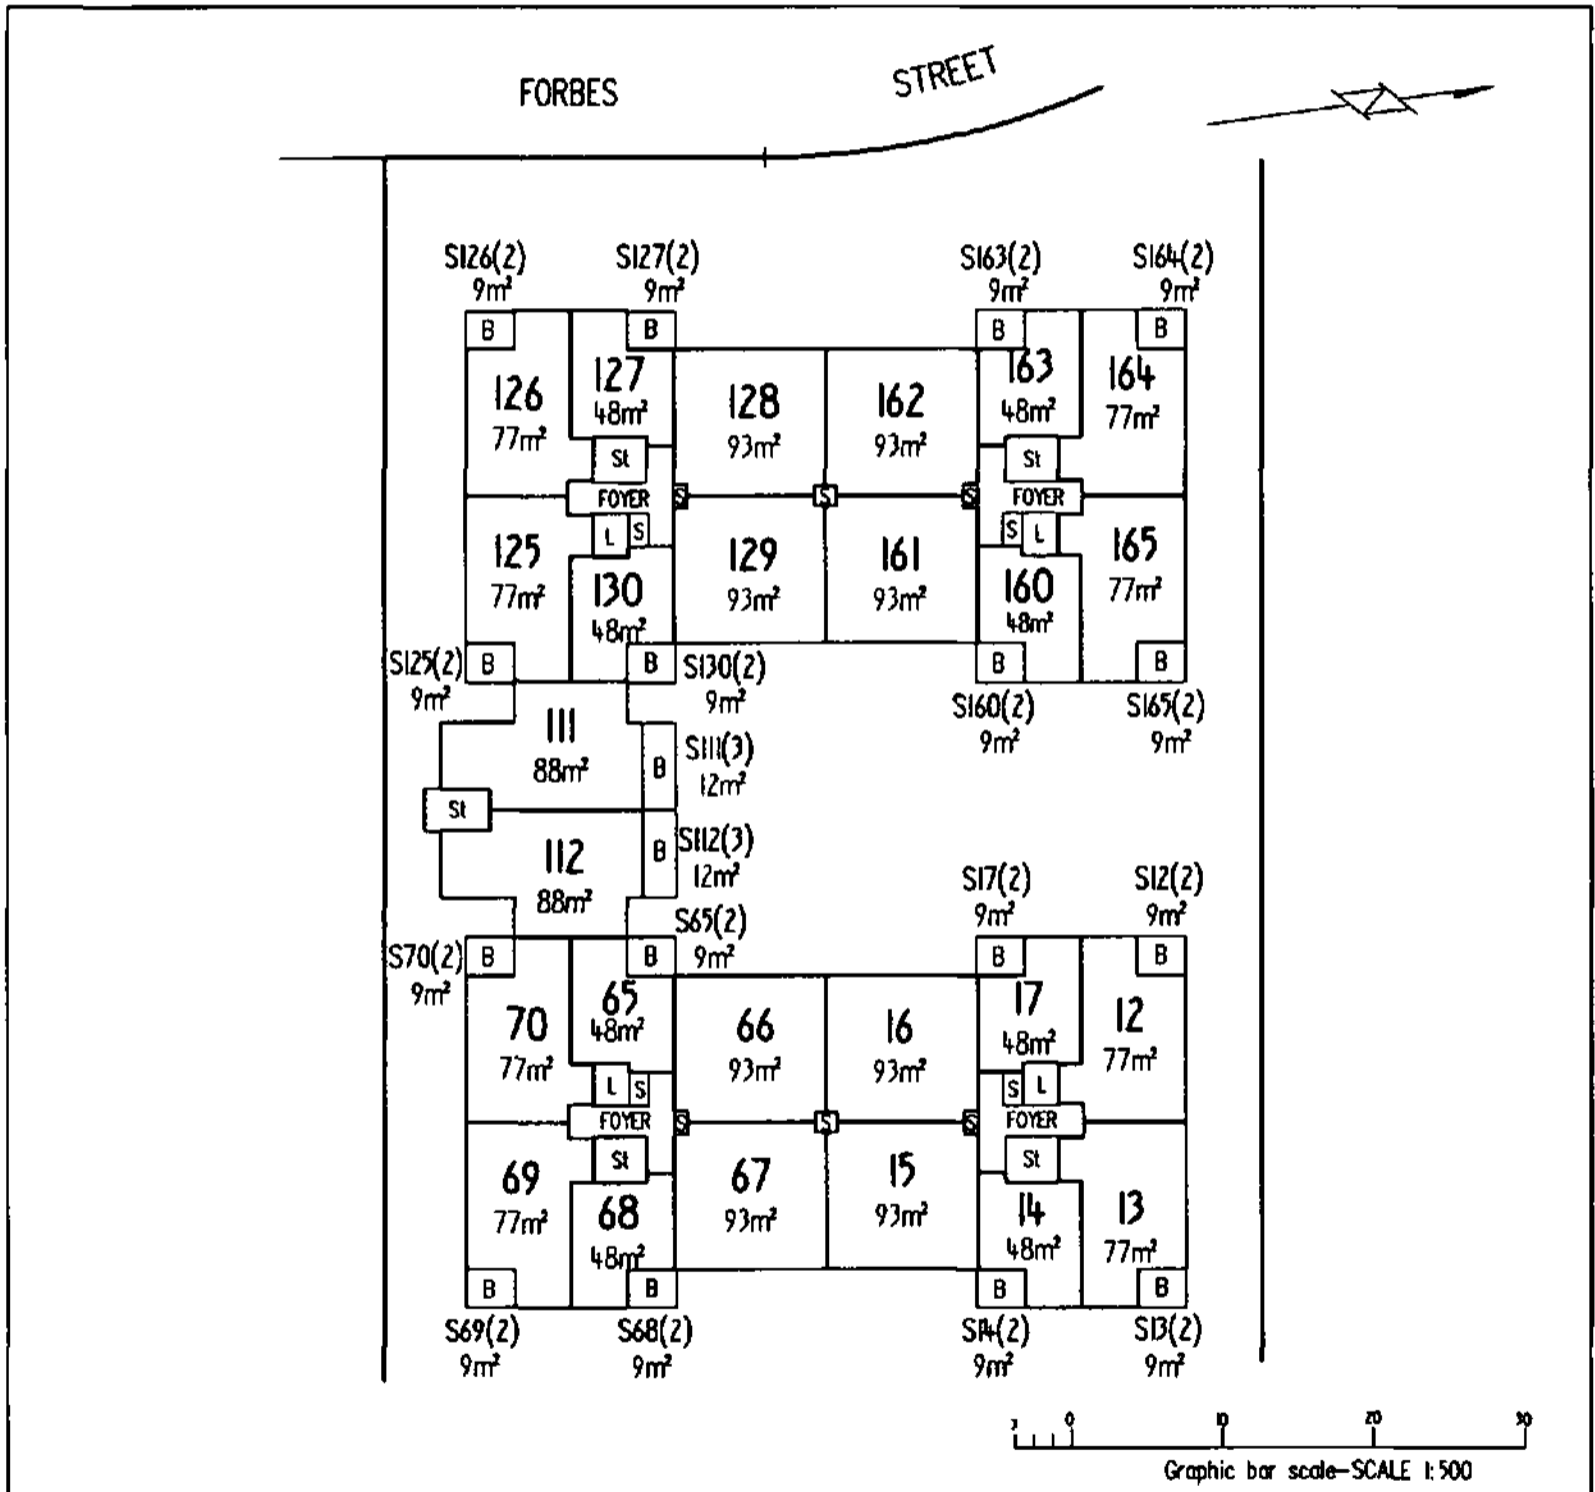 FORBES STREET
S126(2) S127(2) S163(2) S164(2)
9m² 9m² 9m² 9m²
B B B B
126 127 128 162 163 164
77m² 48m² 93m² 93m² 48m² 77m²
St St
FOYER S S S FOYER
L S S L
125 130 129 161 160 165
77m² 48m² 93m² 93m² 48m² 77m²
S125(2) B B S130(2) B B
9m² 9m² S160(2) S165(2)
9m² 9m²
111
88m²
B S111(3)
12m²
St
112
88m²
B S112(3)
12m²
S17(2) S12(2)
9m² 9m²
S70(2) B B S65(2) B B
9m² 9m²
70 65 66 16 17 12
77m² 48m² 93m² 93m² 48m² 77m²
L S S L
FOYER S S S FOYER
St St
69 68 67 15 14 13
77m² 48m² 93m² 93m² 48m² 77m²
B B B B
S69(2) S68(2) S14(2) S13(2)
9m² 9m² 9m² 9m²
0 10 20 30
Graphic bar scale-SCALE 1:500